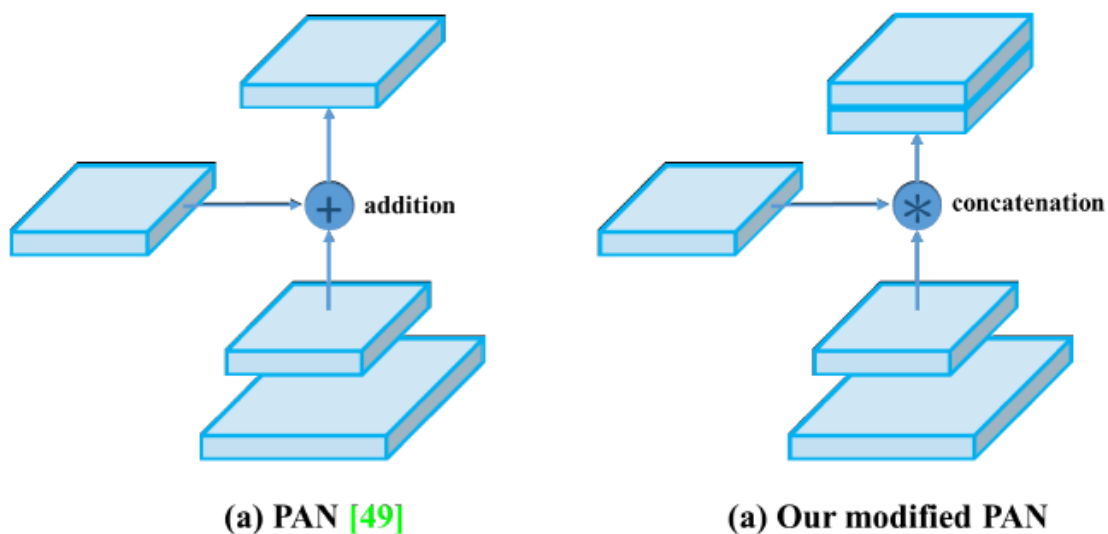 + addition
* concatenation
(a) PAN [49]
(a) Our modified PAN